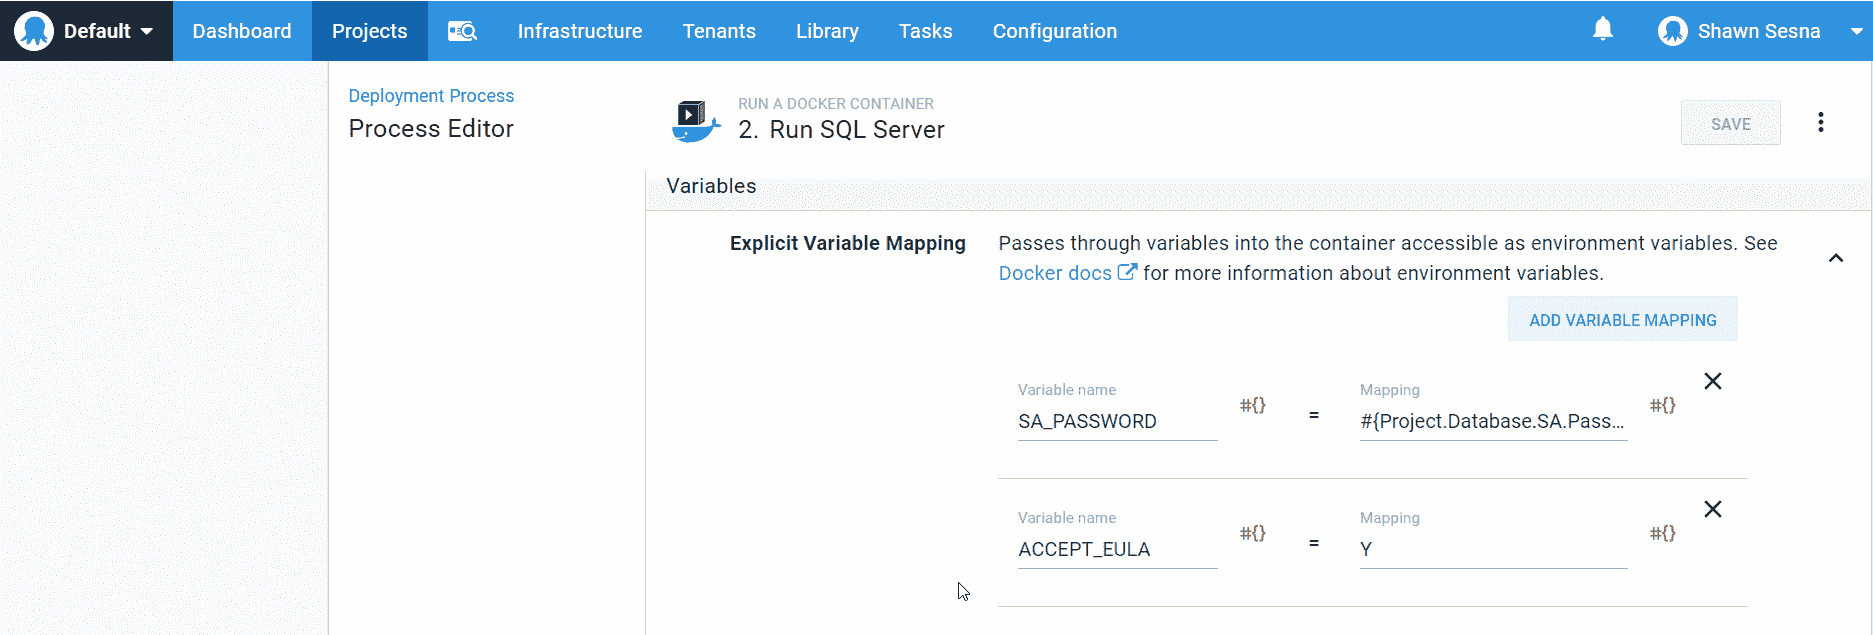 Default Dashboard Projects Infrastructure Tenants Library Tasks Configuration Shawn Sesna
Deployment Process
Process Editor
RUN A DOCKER CONTAINER
2. Run SQL Server
SAVE
Variables
Explicit Variable Mapping
Passes through variables into the container accessible as environment variables. See
Docker docs for more information about environment variables.
ADD VARIABLE MAPPING
Variable name
SA_PASSWORD
#{}
=
Mapping
#{Project.Database.SA.Pass...
#{}
Variable name
ACCEPT_EULA
#{}
=
Mapping
Y
#{}